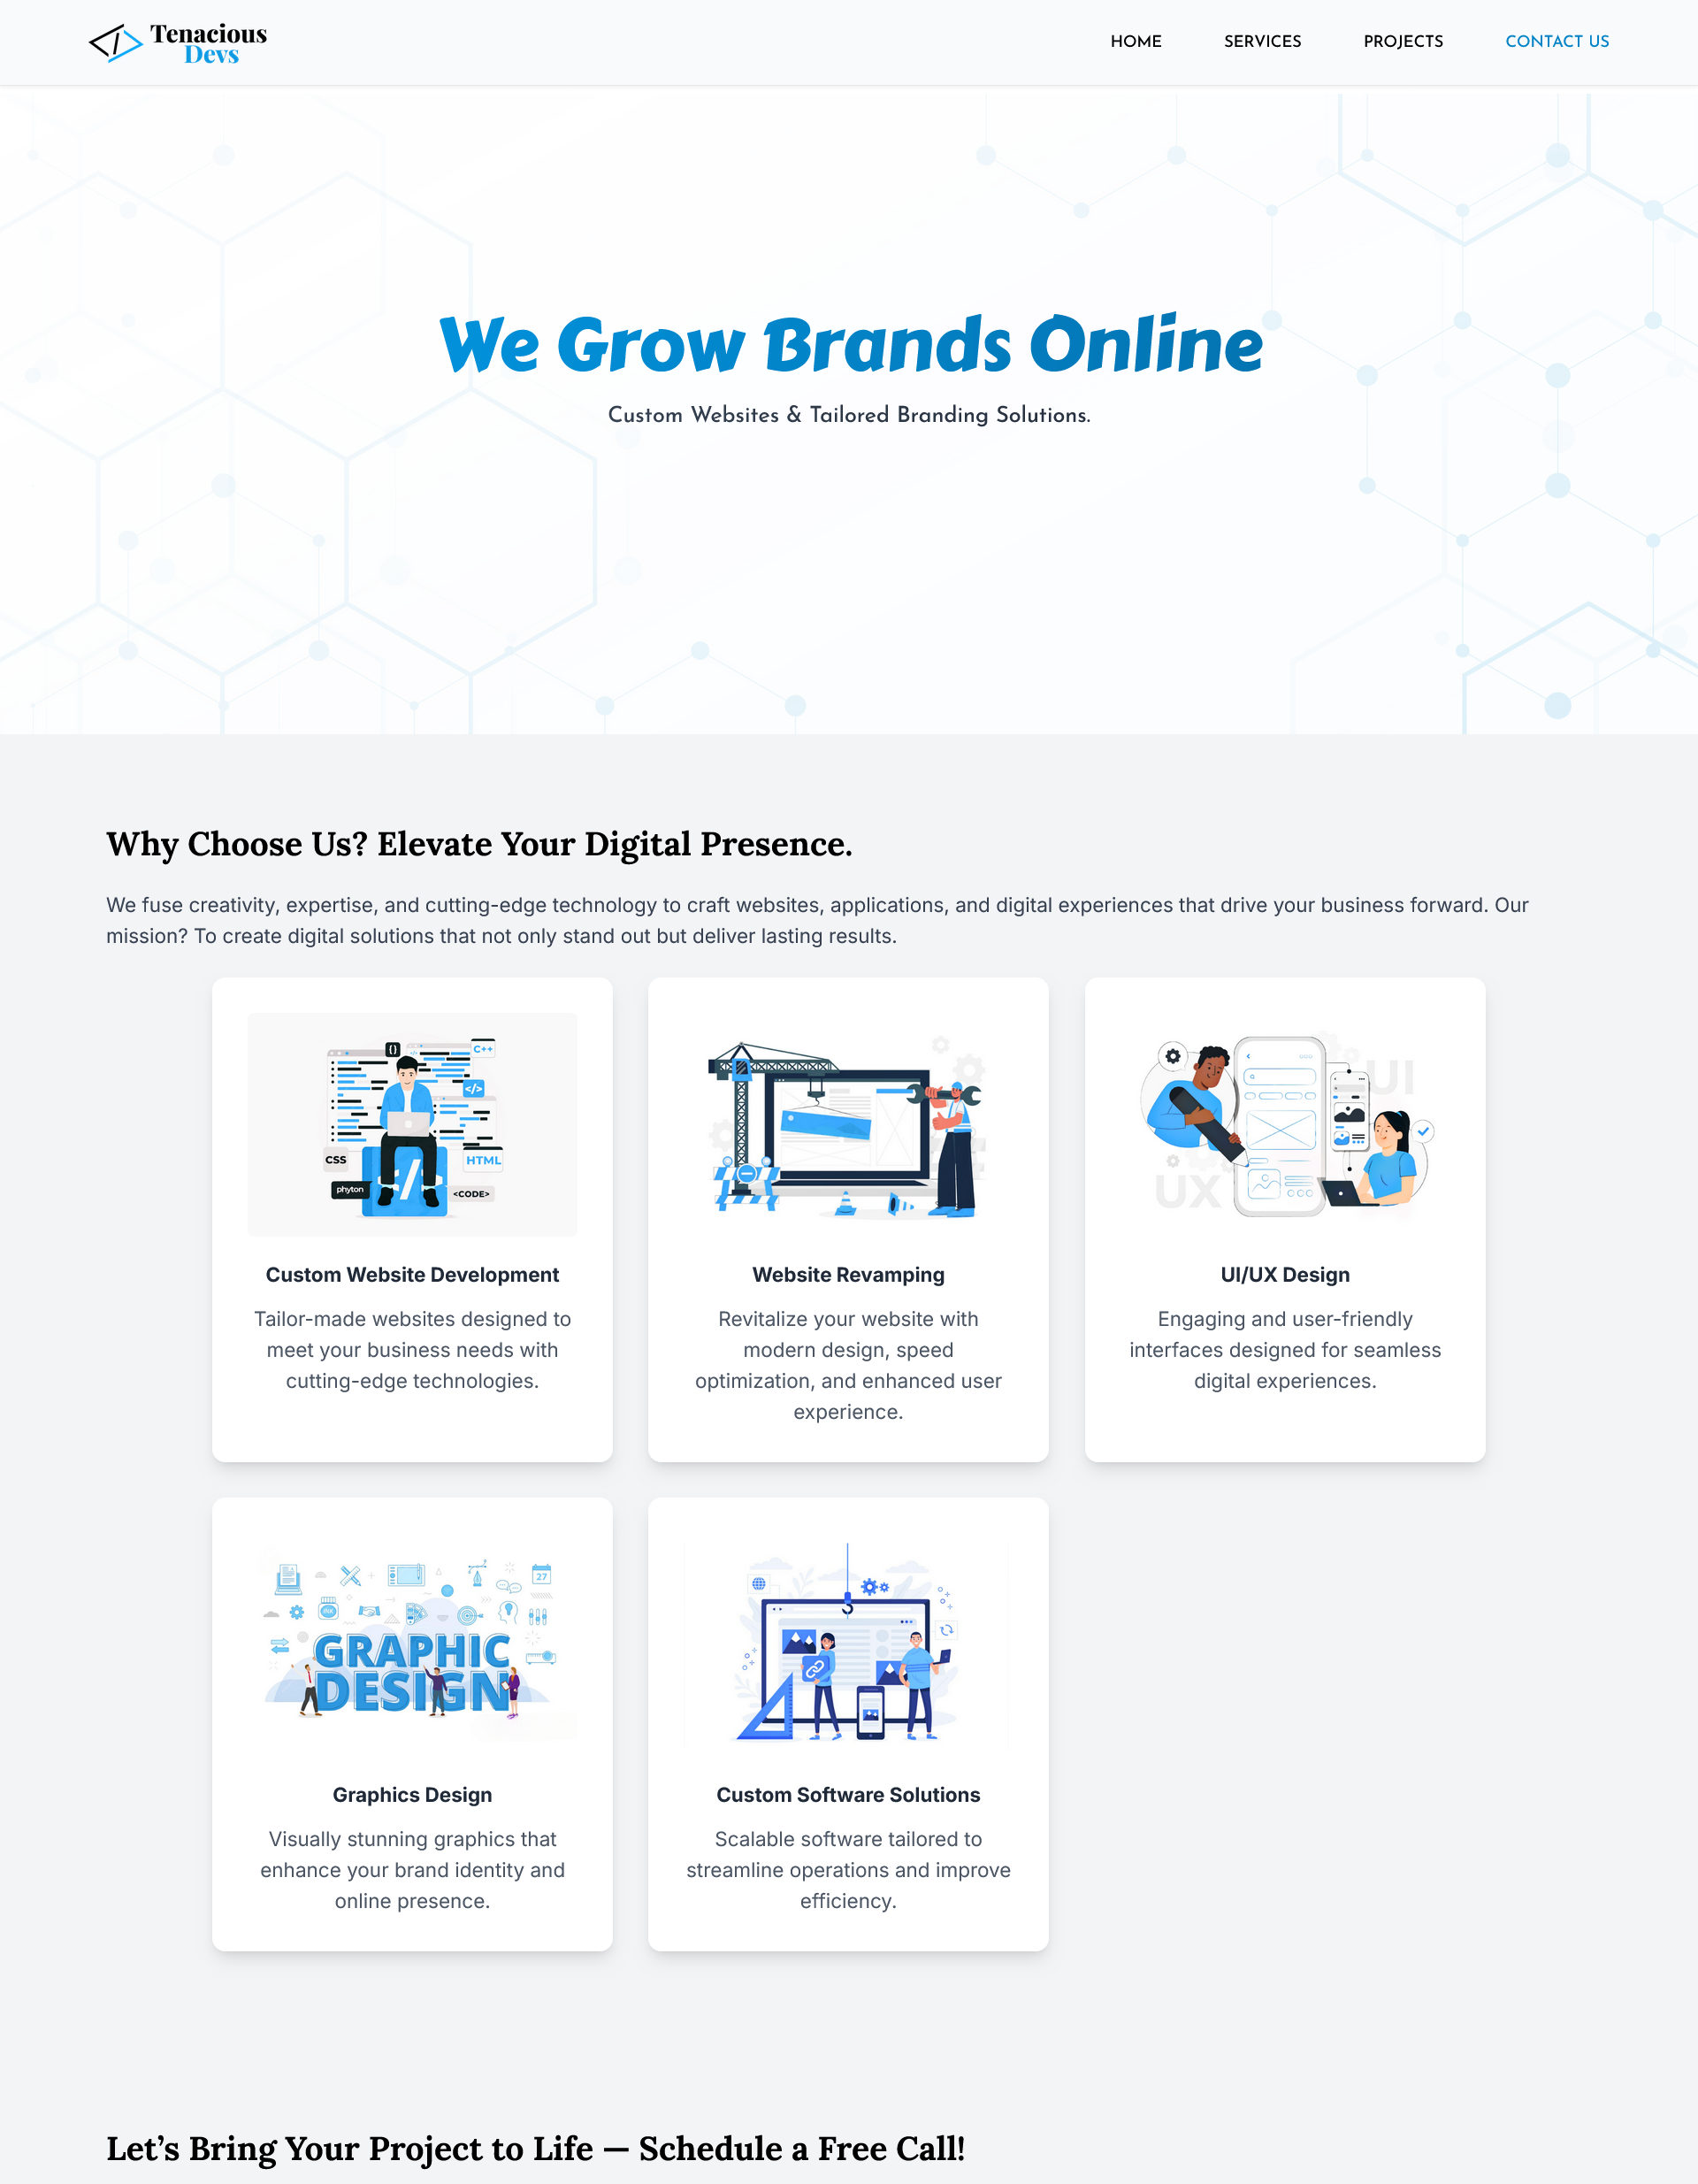 Tenacious
Devs
HOME
SERVICES
PROJECTS
CONTACT US
We Grow Brands Online
Custom Websites & Tailored Branding Solutions.
Why Choose Us? Elevate Your Digital Presence.
We fuse creativity, expertise, and cutting-edge technology to craft websites, applications, and digital experiences that drive your business forward. Our
mission? To create digital solutions that not only stand out but deliver lasting results.
{}
C++
</>
CSS
HTML
phyton
</>
<CODE>
Custom Website Development
Tailor-made websites designed to
meet your business needs with
cutting-edge technologies.
Website Revamping
Revitalize your website with
modern design, speed
optimization, and enhanced user
experience.
UI
UX
UI/UX Design
Engaging and user-friendly
interfaces designed for seamless
digital experiences.
27
INK
GRAPHIC
DESIGN
Graphics Design
Visually stunning graphics that
enhance your brand identity and
online presence.
Custom Software Solutions
Scalable software tailored to
streamline operations and improve
efficiency.
Let’s Bring Your Project to Life — Schedule a Free Call!